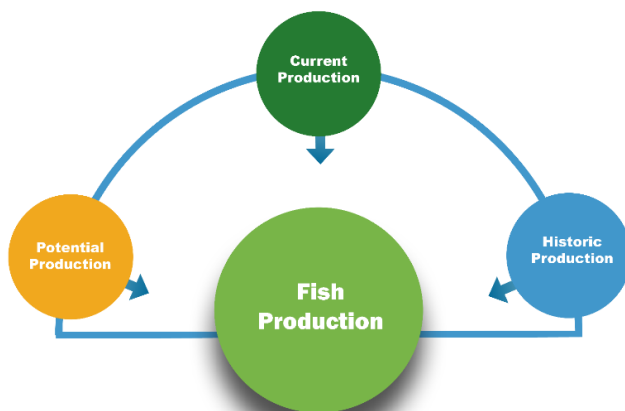 Current
Production
Potential
Production
Historic
Production
Fish
Production